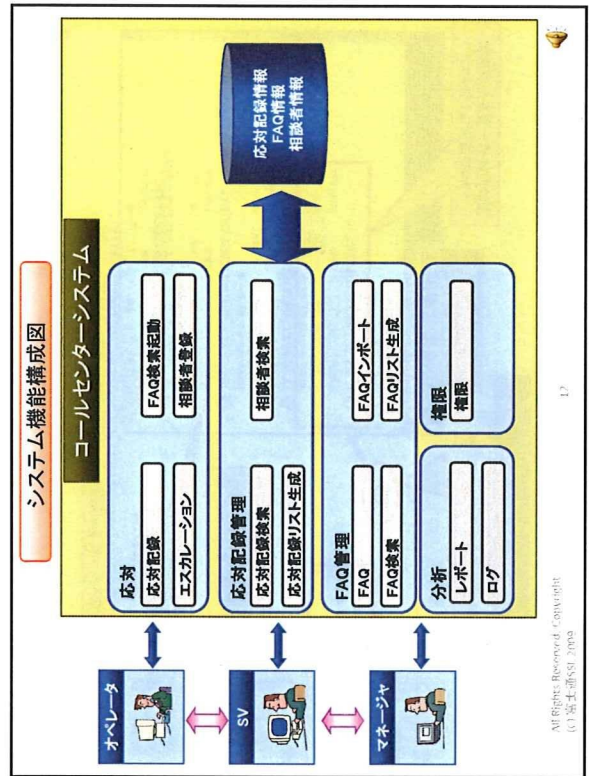 システム機能構成図
コールセンターシステム
オペレータ
SV
マネージャ
応対
応対記録
FAQ検索起動
エスカレーション
相談者登録
応対記録管理
応対記録検索
相談者検索
応対記録リスト生成
FAQ管理
FAQ
FAQインポート
FAQ検索
FAQリスト生成
分析
レポート
ログ
権限
権限
応対記録情報
FAQ情報
相談者情報
All Rights Reserved. Copyright
(C) 富士通SSL 2009
17